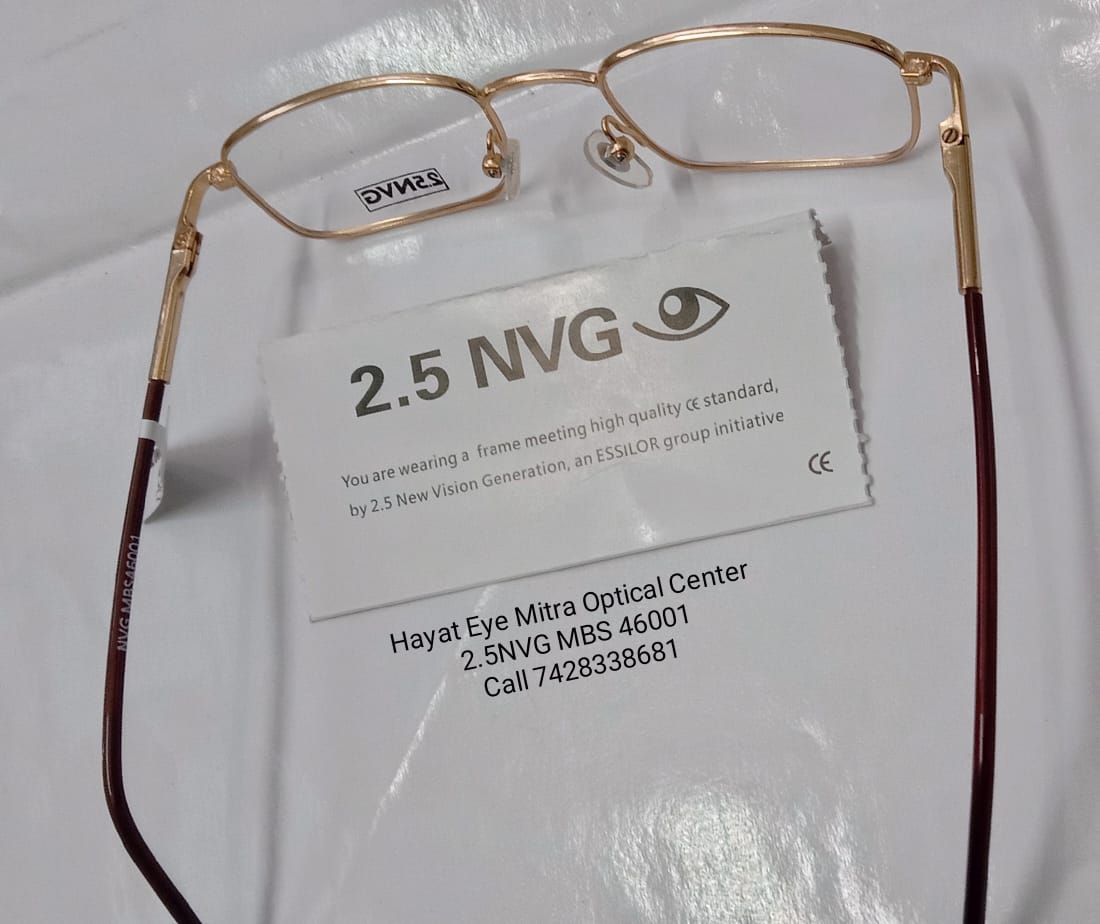 2.5NVG
2.5 NVG
You are wearing a frame meeting high quality CE standard,
by 2.5 New Vision Generation, an ESSILOR group initiative
CE
NVG MBS46001
Hayat Eye Mitra Optical Center
2.5NVG MBS 46001
Call 7428338681